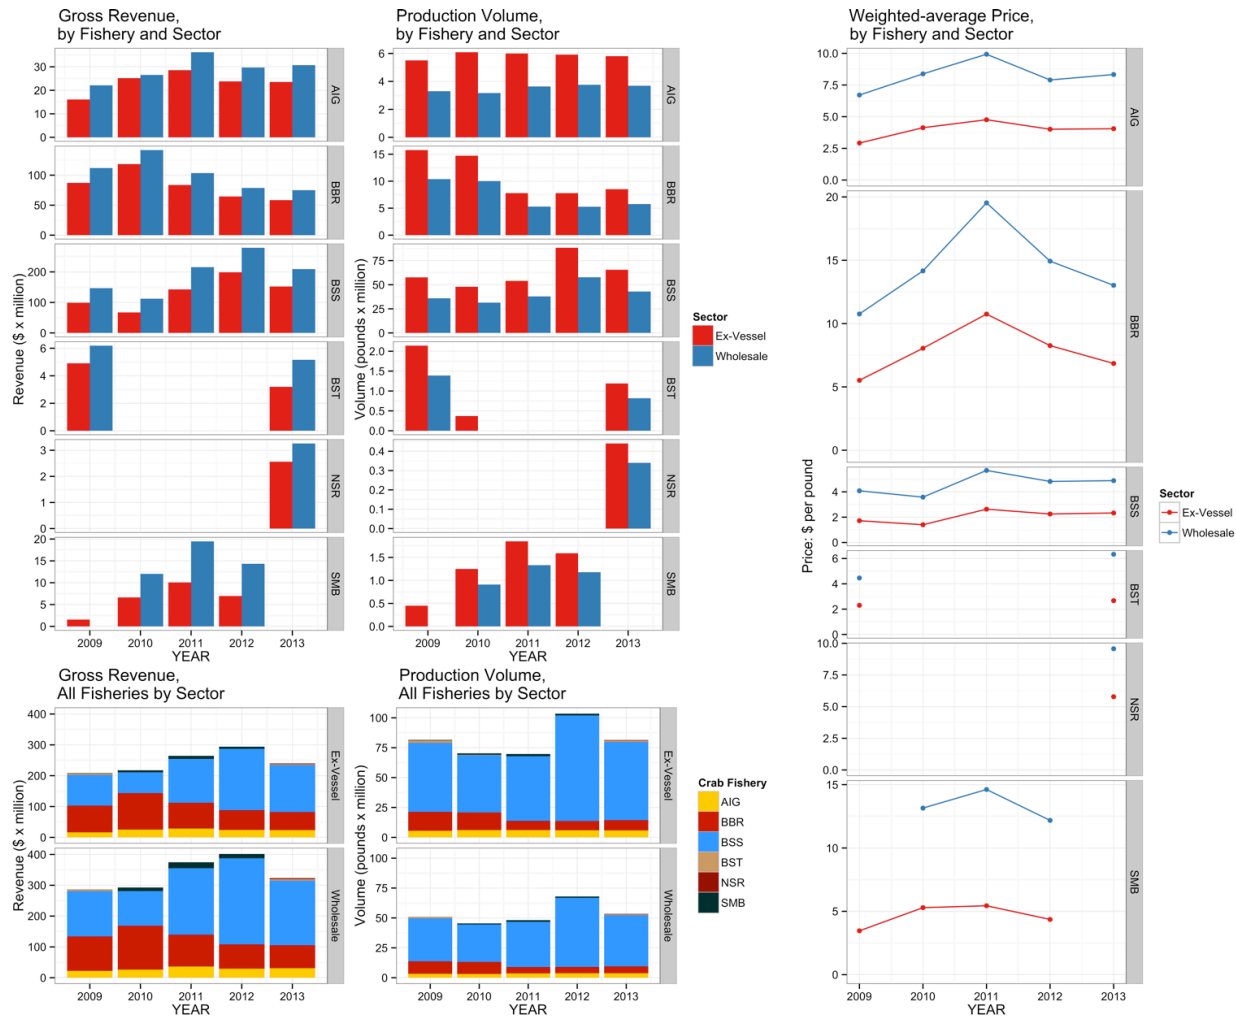 Gross Revenue,
by Fishery and Sector
Revenue ($ x million)
30
20
10
0
AIG
100
50
0
BBR
200
100
0
BSS
6
4
2
0
BST
3
2
1
0
NSR
20
15
10
5
0
SMB
2009 2010 2011 2012 2013
YEAR
Production Volume,
by Fishery and Sector
Volume (pounds x million)
6
4
2
0
AIG
15
10
5
0
BBR
75
50
25
0
BSS
2.0
1.5
1.0
0.5
0.0
BST
0.4
0.3
0.2
0.1
0.0
NSR
1.5
1.0
0.5
0.0
SMB
2009 2010 2011 2012 2013
YEAR
Sector
Ex-Vessel
Wholesale
Weighted-average Price,
by Fishery and Sector
Price: $ per pound
10.0
7.5
5.0
2.5
0.0
AIG
20
15
10
5
0
BBR
4
2
0
BSS
6
4
2
0
BST
10.0
7.5
5.0
2.5
0.0
NSR
15
10
5
0
SMB
2009 2010 2011 2012 2013
YEAR
Sector
Ex-Vessel
Wholesale
Gross Revenue,
All Fisheries by Sector
Revenue ($ x million)
400
300
200
100
0
Ex-Vessel
400
300
200
100
0
Wholesale
2009 2010 2011 2012 2013
YEAR
Production Volume,
All Fisheries by Sector
Volume (pounds x million)
100
75
50
25
0
Ex-Vessel
100
75
50
25
0
Wholesale
2009 2010 2011 2012 2013
YEAR
Crab Fishery
AIG
BBR
BSS
BST
NSR
SMB